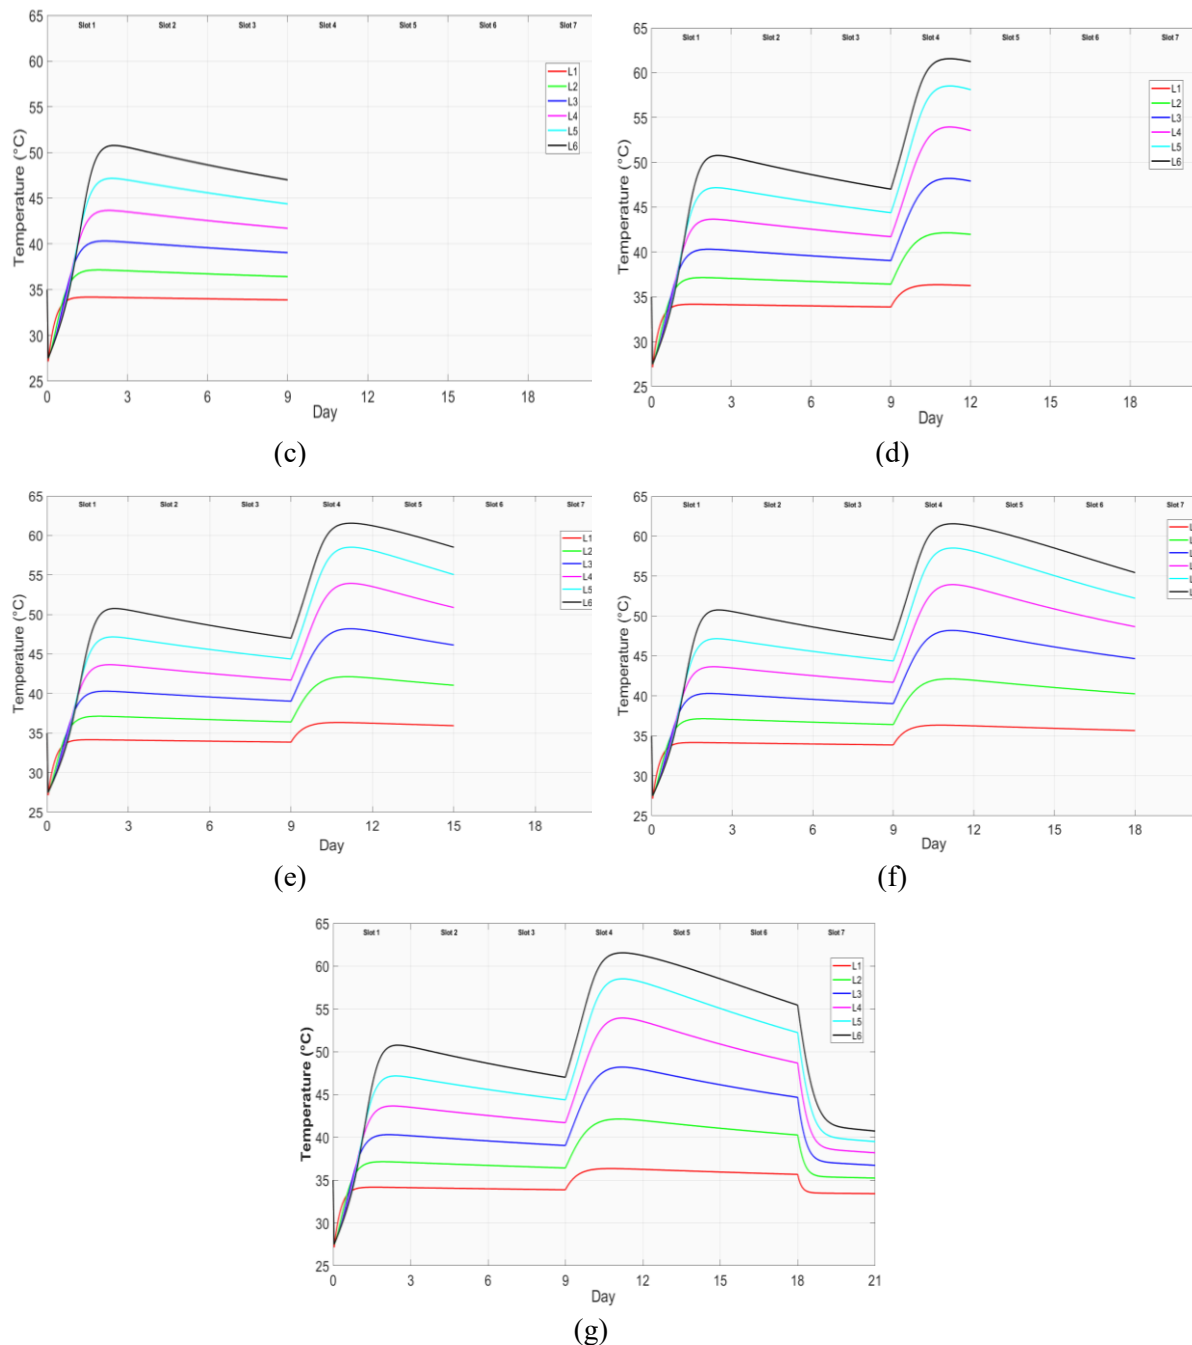 65
60
55
50
45
40
35
30
25
Temperature (°C)
Slot 1 Slot 2 Slot 3 Slot 4 Slot 5 Slot 6 Slot 7
L1
L2
L3
L4
L5
L6
0 3 6 9 12 15 18
Day
(c)
65
60
55
50
45
40
35
30
25
Temperature (°C)
Slot 1 Slot 2 Slot 3 Slot 4 Slot 5 Slot 6 Slot 7
L1
L2
L3
L4
L5
L6
0 3 6 9 12 15 18
Day
(d)
65
60
55
50
45
40
35
30
25
Temperature (°C)
Slot 1 Slot 2 Slot 3 Slot 4 Slot 5 Slot 6 Slot 7
L1
L2
L3
L4
L5
L6
0 3 6 9 12 15 18
Day
(e)
65
60
55
50
45
40
35
30
25
Temperature (°C)
Slot 1 Slot 2 Slot 3 Slot 4 Slot 5 Slot 6 Slot 7
L
L
L
L
L
L
0 3 6 9 12 15 18
Day
(f)
65
60
55
50
45
40
35
30
25
Temperature (°C)
Slot 1 Slot 2 Slot 3 Slot 4 Slot 5 Slot 6 Slot 7
L1
L2
L3
L4
L5
L6
0 3 6 9 12 15 18 21
Day
(g)